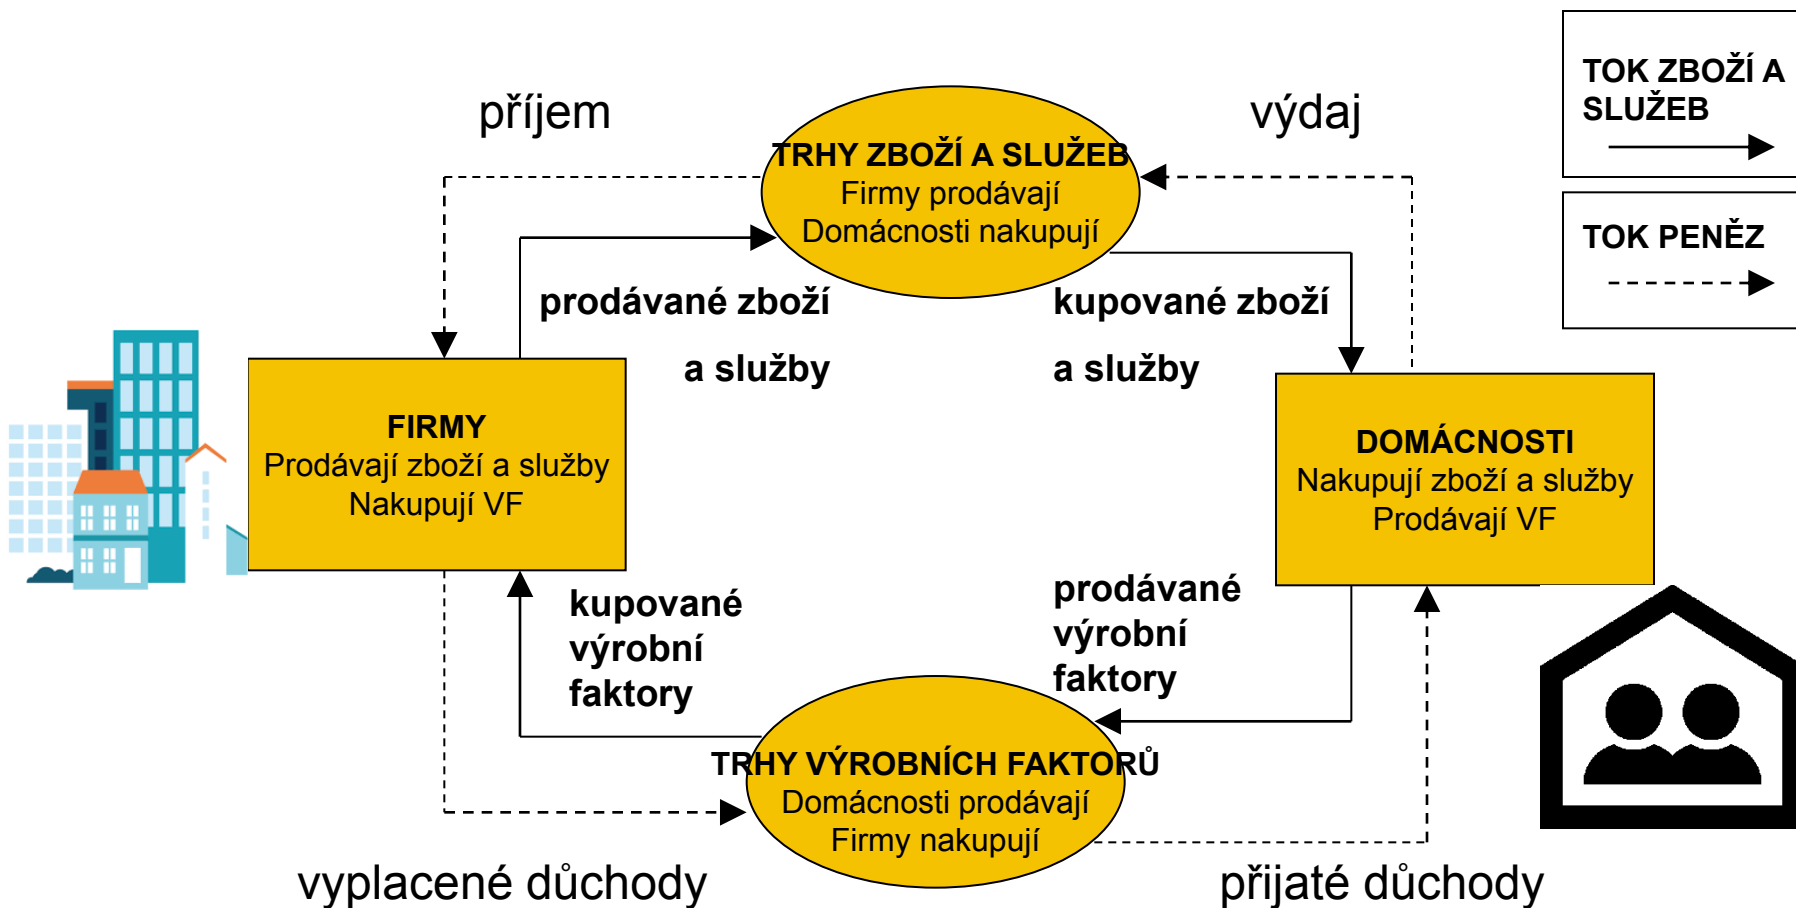 příjem
výdaj
TOK ZBOŽÍ A
SLUŽEB
TOK PENĚZ
TRHY ZBOŽÍ A SLUŽEB
Firmy prodávají
Domácnosti nakupují
prodávané zboží
a služby
kupované zboží
a služby
FIRMY
Prodávají zboží a služby
Nakupují VF
DOMÁCNOSTI
Nakupují zboží a služby
Prodávají VF
kupované
výrobní
faktory
prodávané
výrobní
faktory
TRHY VÝROBNÍCH FAKTORŮ
Domácnosti prodávají
Firmy nakupují
vyplacené důchody
přijaté důchody